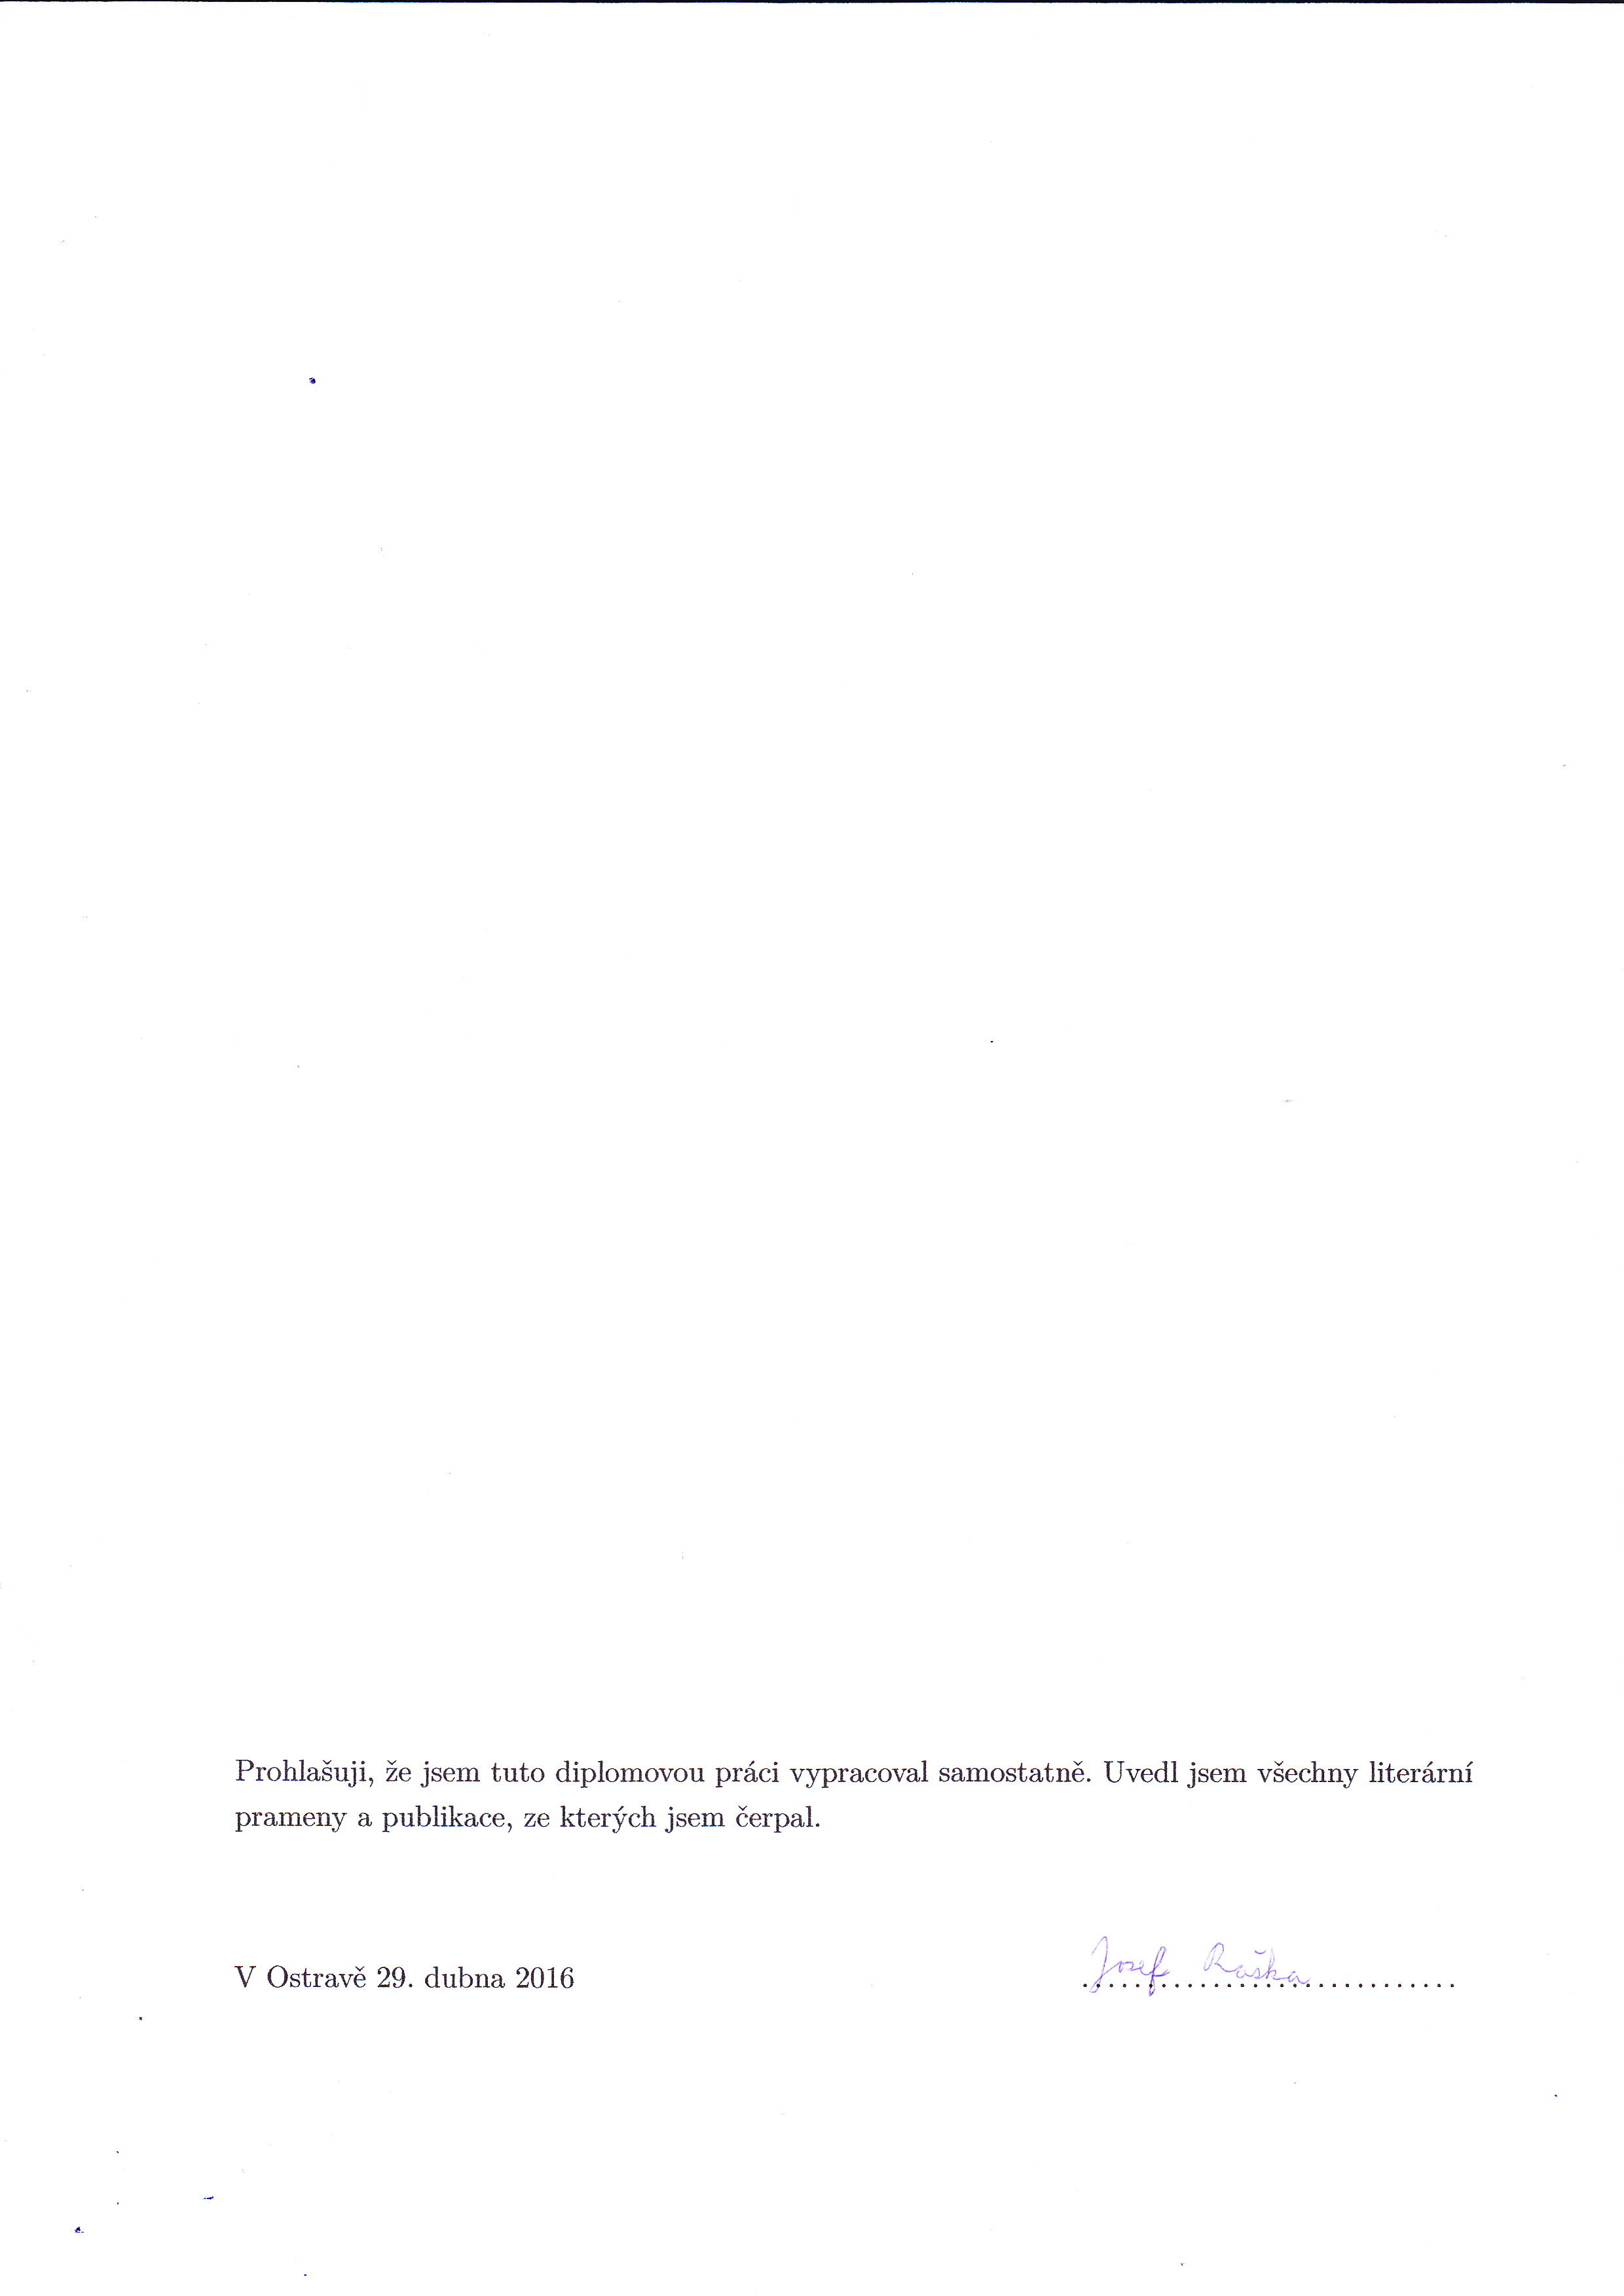 Prohlašuji, že jsem tuto diplomovou práci vypracoval samostatně. Uvedl jsem všechny literární
prameny a publikace, ze kterých jsem čerpal.
V Ostravě 29. dubna 2016
Josef Raška